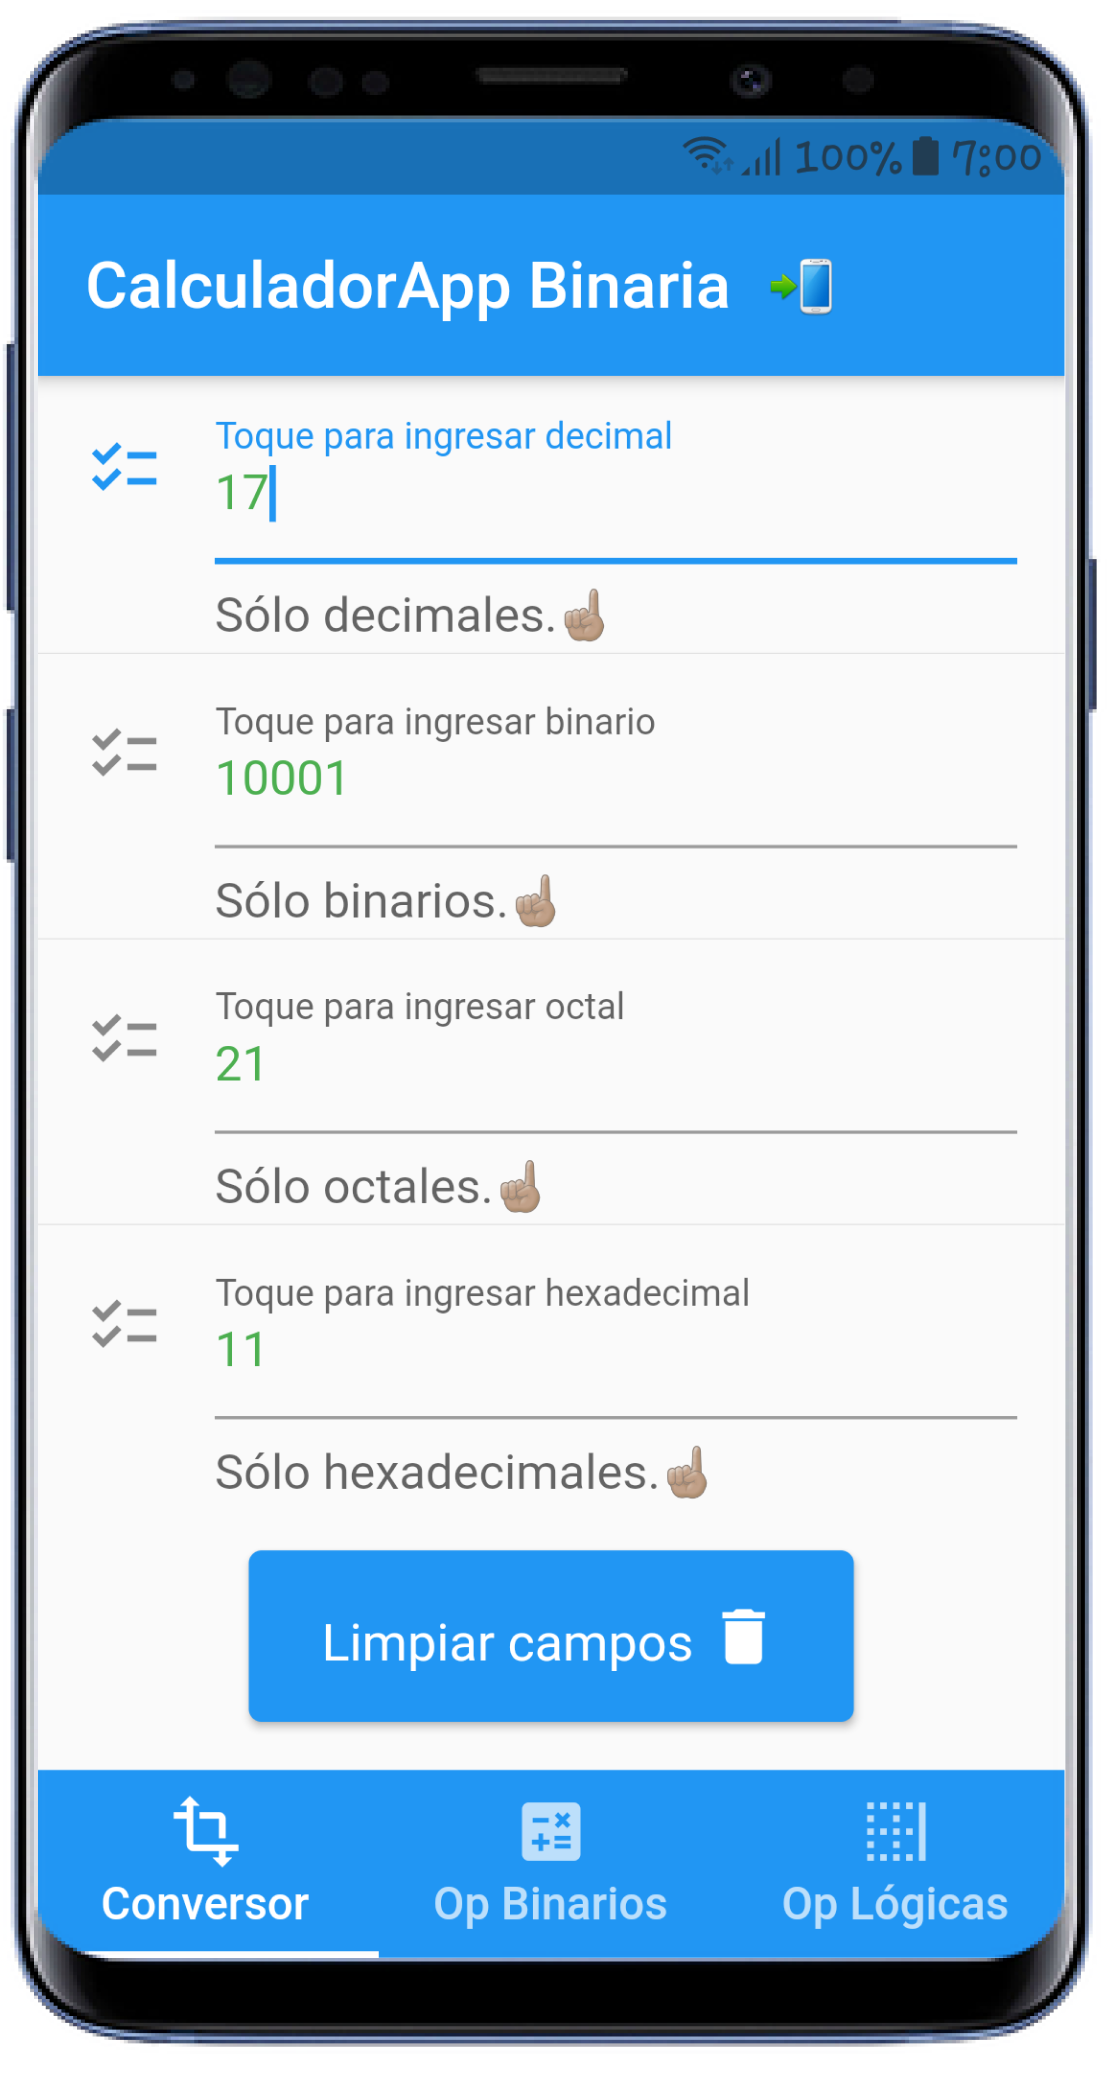 100% 7:00
CalculadorApp Binaria
Toque para ingresar decimal
17
Sólo decimales.
Toque para ingresar binario
10001
Sólo binarios.
Toque para ingresar octal
21
Sólo octales.
Toque para ingresar hexadecimal
11
Sólo hexadecimales.
Limpiar campos
Conversor Op Binarios Op Lógicas